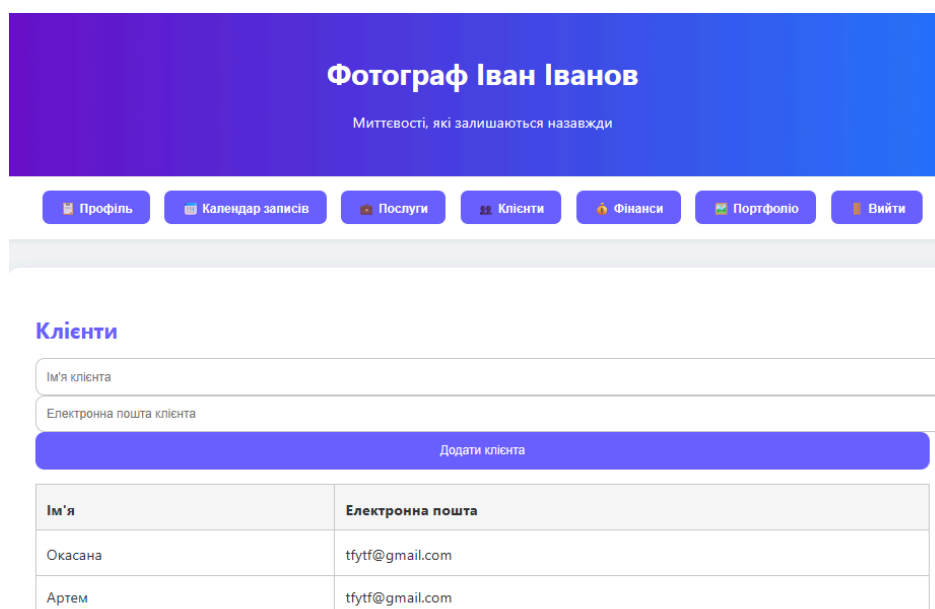 Фотограф Іван Іванов
Миттєвості, які залишаються назавжди
Профіль Календар записів Послуги Клієнти Фінанси Портфоліо Вийти
Клієнти
Ім'я клієнта
Електронна пошта клієнта
Додати клієнта
Ім'я Електронна пошта
Окасана tfytf@gmail.com
Артем tfytf@gmail.com